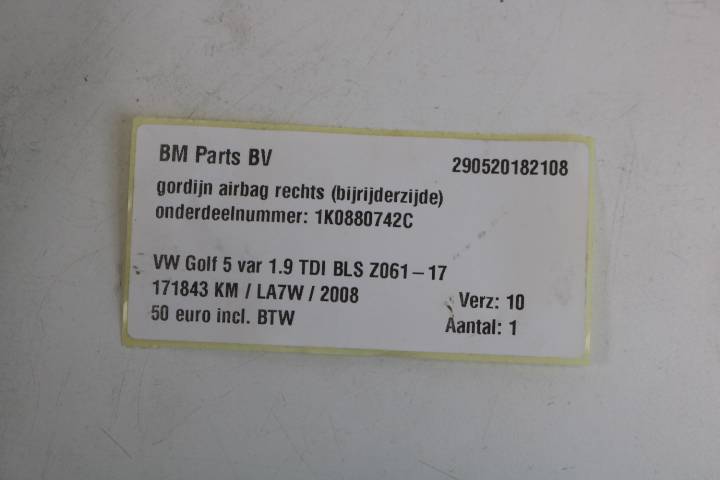 BM Parts BV
290520182108
gordijn airbag rechts (bijrijderzijde)
onderdeelnummer: 1K0880742C
VW Golf 5 var 1.9 TDI BLS Z061-17
171843 KM / LA7W / 2008
Verz: 10
50 euro incl. BTW
Aantal: 1